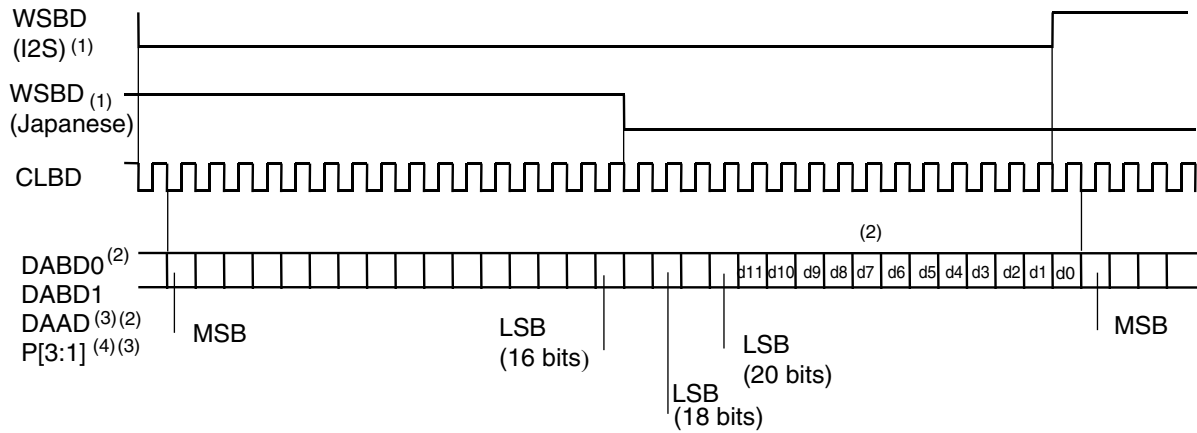 WSBD
(I2S) (1)
WSBD (1)
(Japanese)
CLBD
(2)
DABD0 (2)
d11 d10 d9 d8 d7 d6 d5 d4 d3 d2 d1 d0
DABD1
DAAD (3)(2)
P[3:1] (4)(3)
MSB
LSB
(16 bits)
LSB
(18 bits)
LSB
(20 bits)
MSB